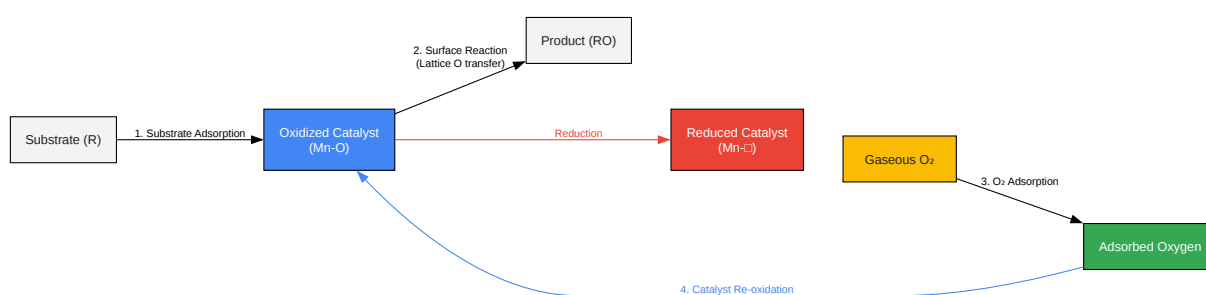 Product (RO)
2. Surface Reaction
(Lattice O transfer)
Substrate (R)
1. Substrate Adsorption
Oxidized Catalyst
(Mn-O)
Reduction
Reduced Catalyst
(Mn-□)
Gaseous O₂
3. O₂ Adsorption
Adsorbed Oxygen
4. Catalyst Re-oxidation